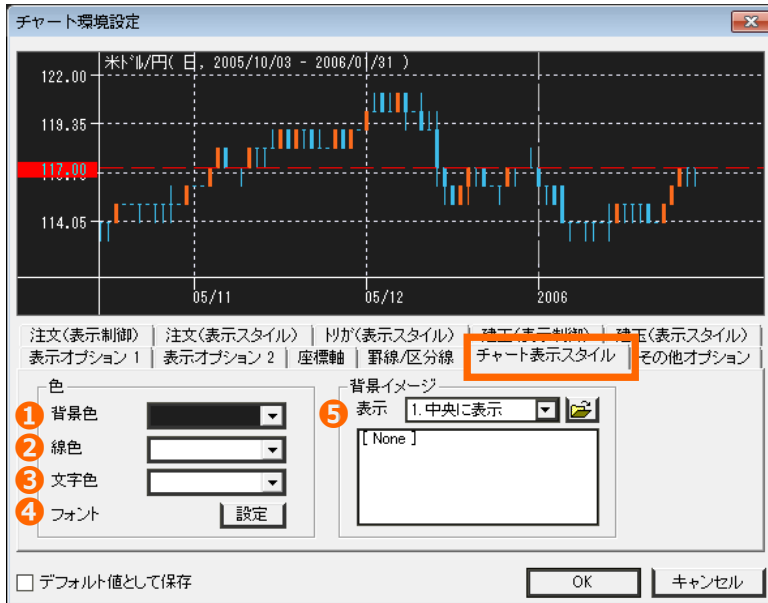 チャート環境設定
米ドル/円( 日, 2005/10/03 - 2006/01/31 )
122.00
119.35
117.00
114.05
05/11 05/12 2006
注文(表示制御) 注文(表示スタイル) トリガ(表示スタイル) 建玉(表示制御) 建玉(表示スタイル)
表示オプション 1 表示オプション 2 座標軸 罫線/区分線 チャート表示スタイル その他オプション
色
1 背景色
2 線色
3 文字色
4 フォント 設定
背景イメージ
5 表示 1.中央に表示
[ None ]
デフォルト値として保存 OK キャンセル